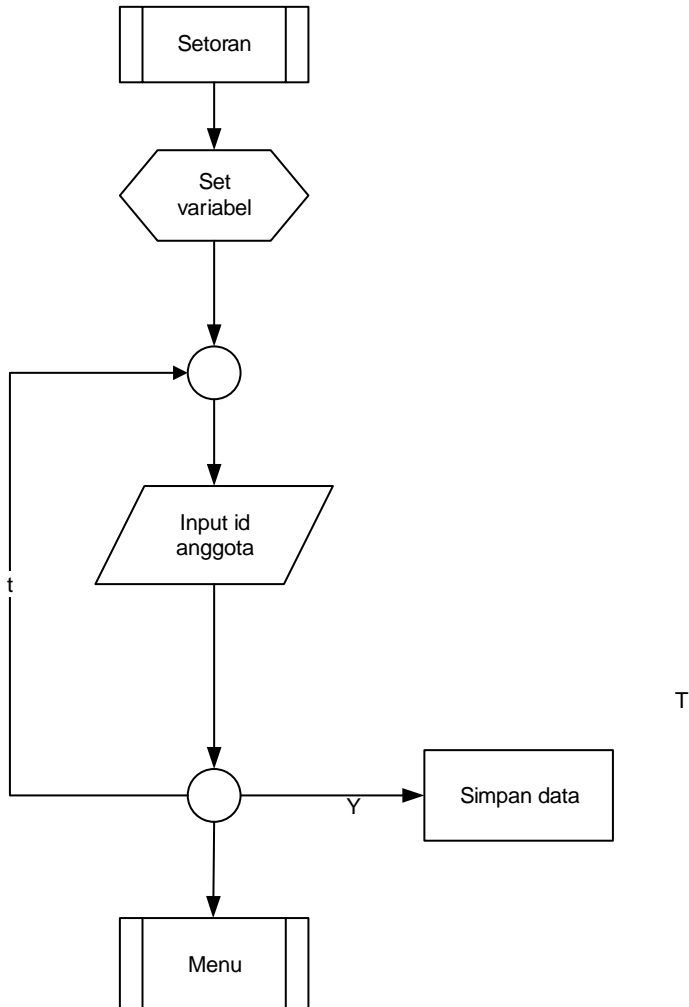 Setoran
Set
variabel
Input id
anggota
t
T
Y
Simpan data
Menu